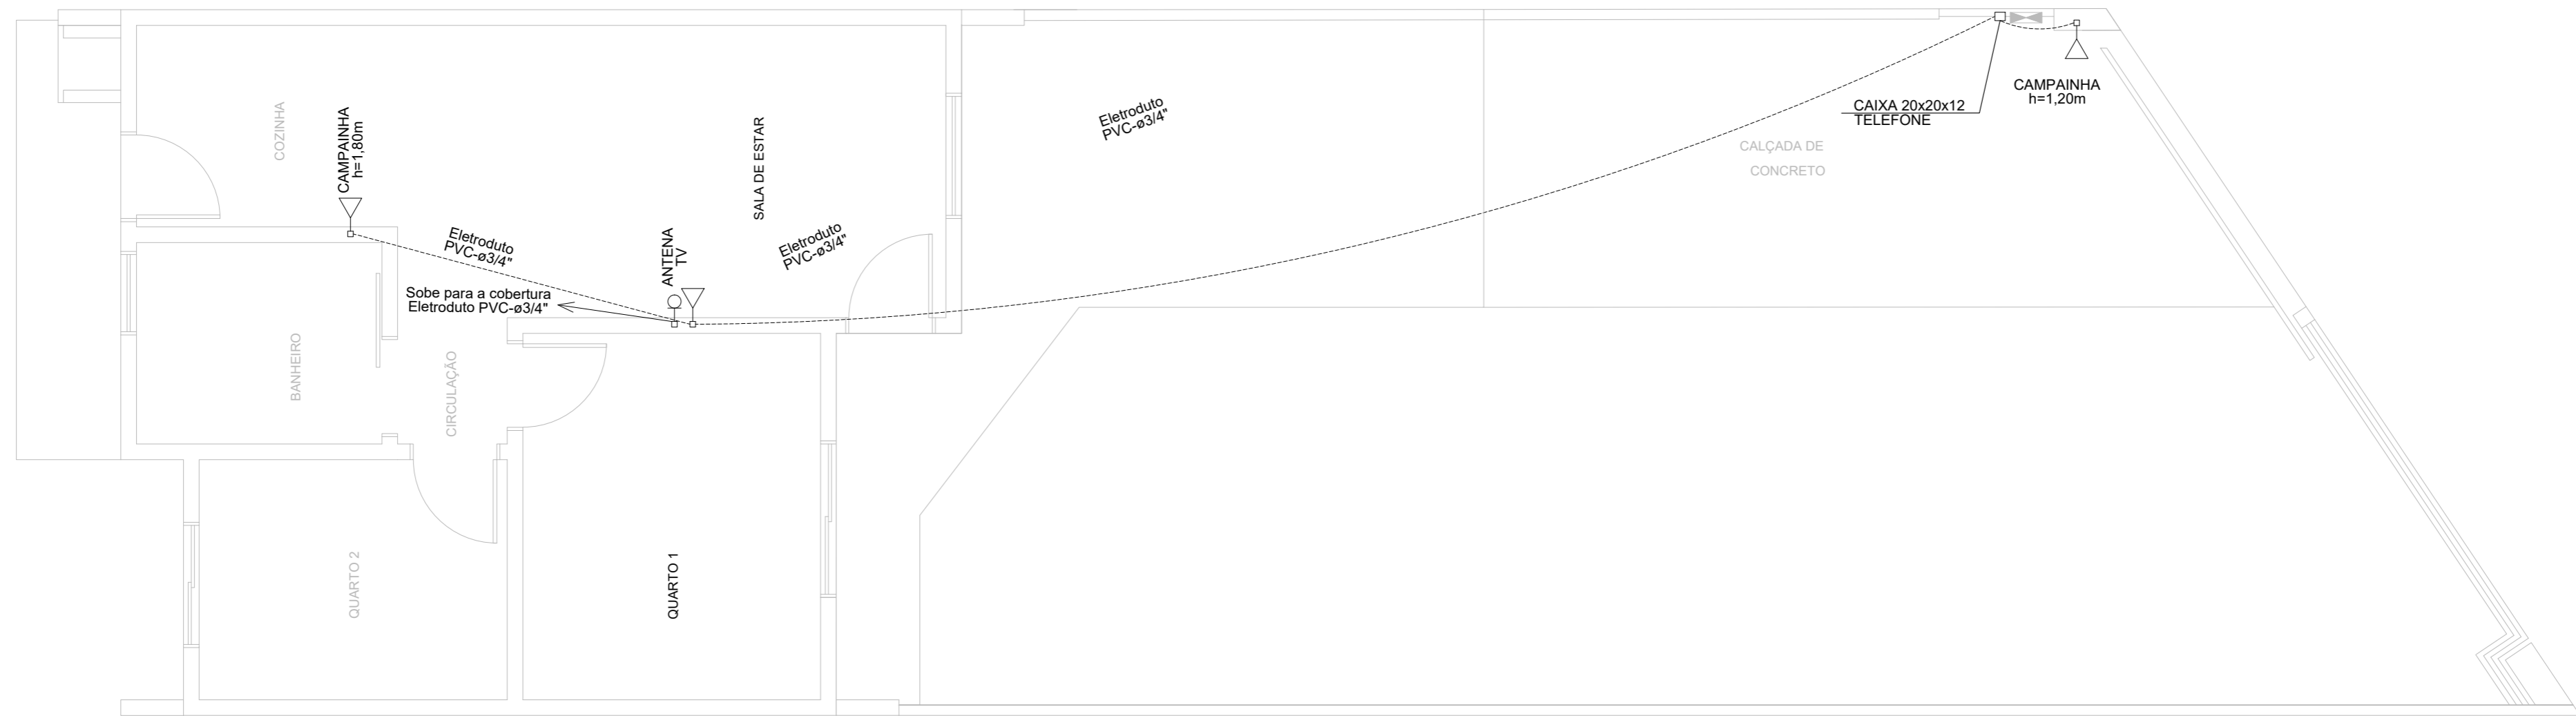 COZINHA
CAMPAINHA
h=1,80m
SALA DE ESTAR
Eletroduto
PVC-ø3/4"
CAIXA 20x20x12
TELEFONE
CAMPAINHA
h=1,20m
CALÇADA DE
CONCRETO
Eletroduto
PVC-ø3/4"
ANTENA
TV
Eletroduto
PVC-ø3/4"
Sobe para a cobertura
Eletroduto PVC-ø3/4"
BANHEIRO
CIRCULAÇÃO
QUARTO 2
QUARTO 1